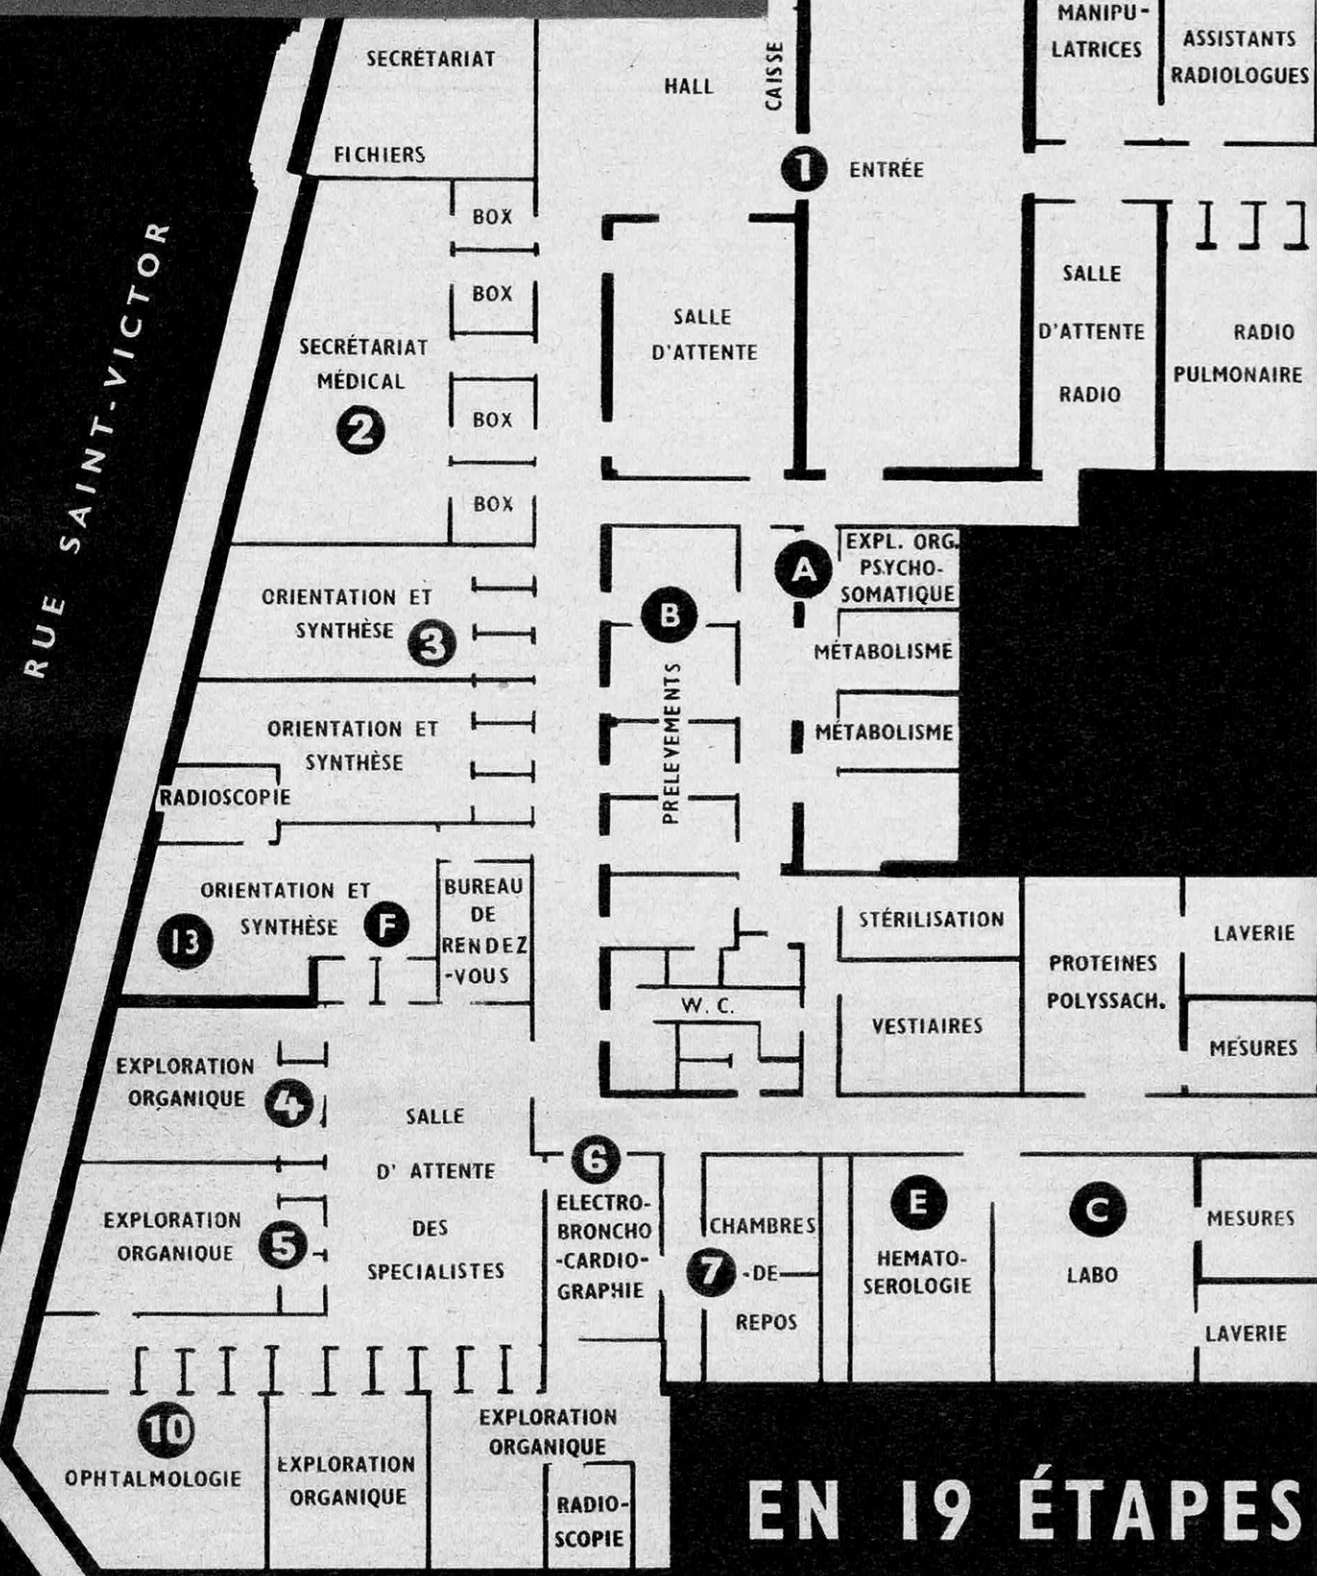 SECRÉTARIAT
FICHIERS
HALL
CAISSE
MANIPU-
LATRICES
ASSISTANTS
RADIOLOGUES
1 ENTRÉE
BOX
BOX
BOX
BOX
SECRÉTARIAT
MÉDICAL
2
SALLE
D'ATTENTE
SALLE
D'ATTENTE
RADIO
RADIO
PULMONAIRE
RUE SAINT-VICTOR
ORIENTATION ET
SYNTHÈSE 3
B
PRELEVEMENTS
A
EXPL. ORG.
PSYCHO-
SOMATIQUE
MÉTABOLISME
MÉTABOLISME
ORIENTATION ET
SYNTHÈSE
RADIOSCOPIE
ORIENTATION ET
SYNTHÈSE
13
F
BUREAU
DE
RENDEZ
-VOUS
STÉRILISATION
VESTIAIRES
PROTEINES
POLYSSACH.
LAVERIE
MESURES
W. C.
EXPLORATION
ORGANIQUE 4
EXPLORATION
ORGANIQUE 5
SALLE
D' ATTENTE
DES
SPECIALISTES
6
ELECTRO-
BRONCHO
-CARDIO-
GRAPHIE
CHAMBRES
7 -DE-
REPOS
E
HEMATO-
SEROLOGIE
C
LABO
MESURES
LAVERIE
10
OPHTALMOLOGIE
EXPLORATION
ORGANIQUE
EXPLORATION
ORGANIQUE
RADIO-
SCOPIE
EN 19 ÉTAPES